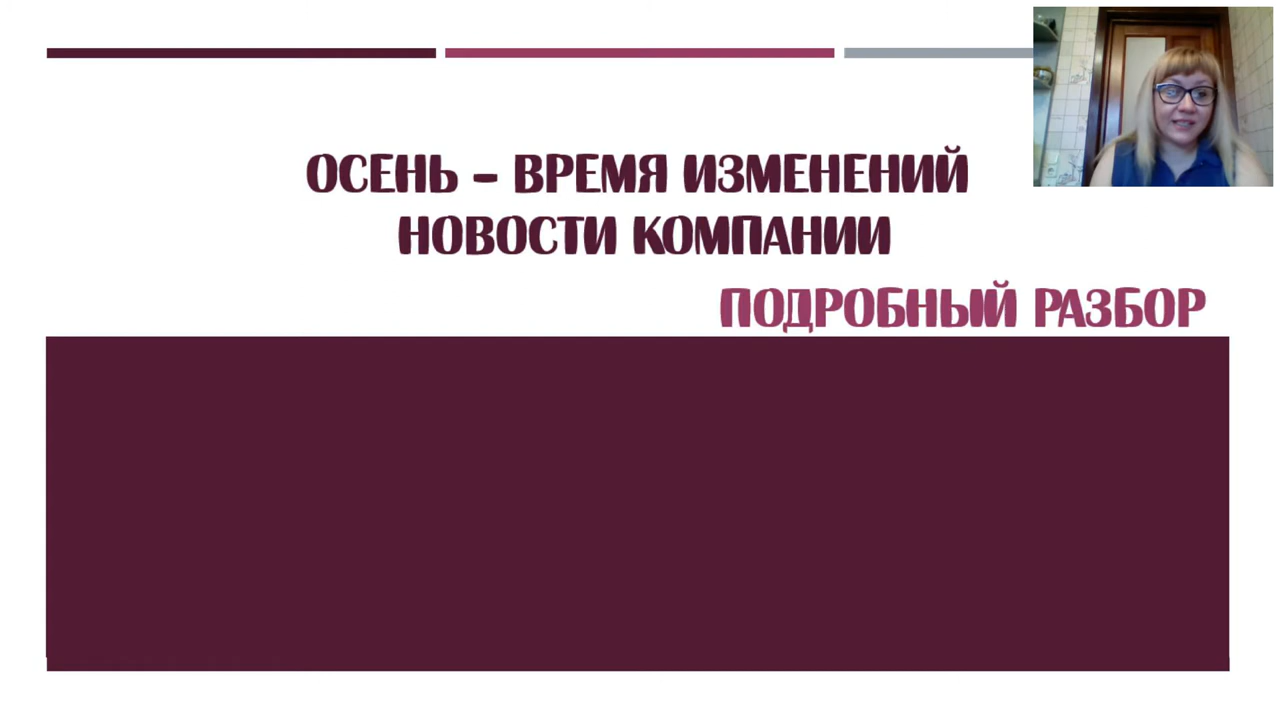 ОСЕНЬ – ВРЕМЯ ИЗМЕНЕНИЙ
НОВОСТИ КОМПАНИИ
ПОДРОБНЫЙ РАЗБОР